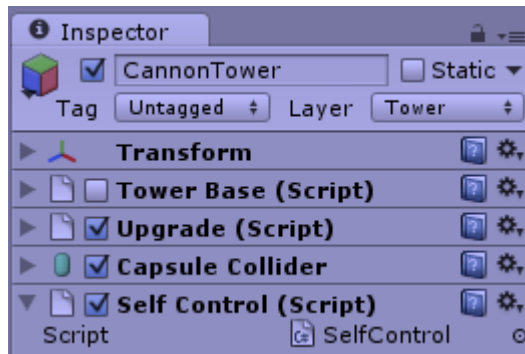 Inspector
CannonTower Static
Tag Untagged Layer Tower
Transform
Tower Base (Script)
Upgrade (Script)
Capsule Collider
Self Control (Script)
Script SelfControl